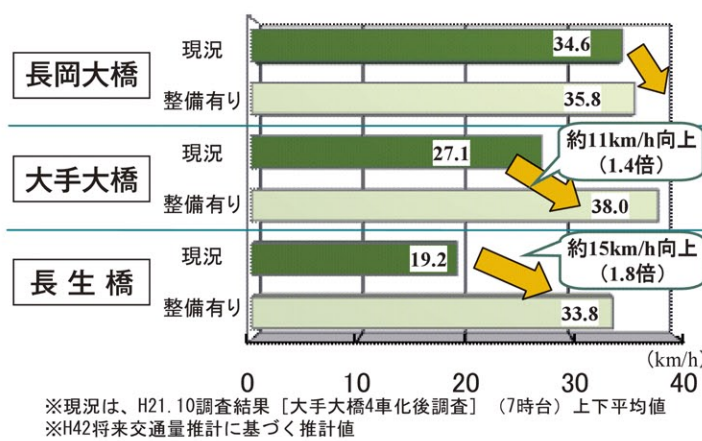 現況
34.6
長岡大橋
整備有り
35.8
現況
27.1
約11km/h向上
(1.4倍)
大手大橋
整備有り
38.0
現況
19.2
約15km/h向上
(1.8倍)
長生橋
整備有り
33.8
(km/h)
0 10 20 30 40
※現況は、H21.10調査結果［大手大橋4車化後調査］（7時台）上下平均値
※H42将来交通量推計に基づく推計値